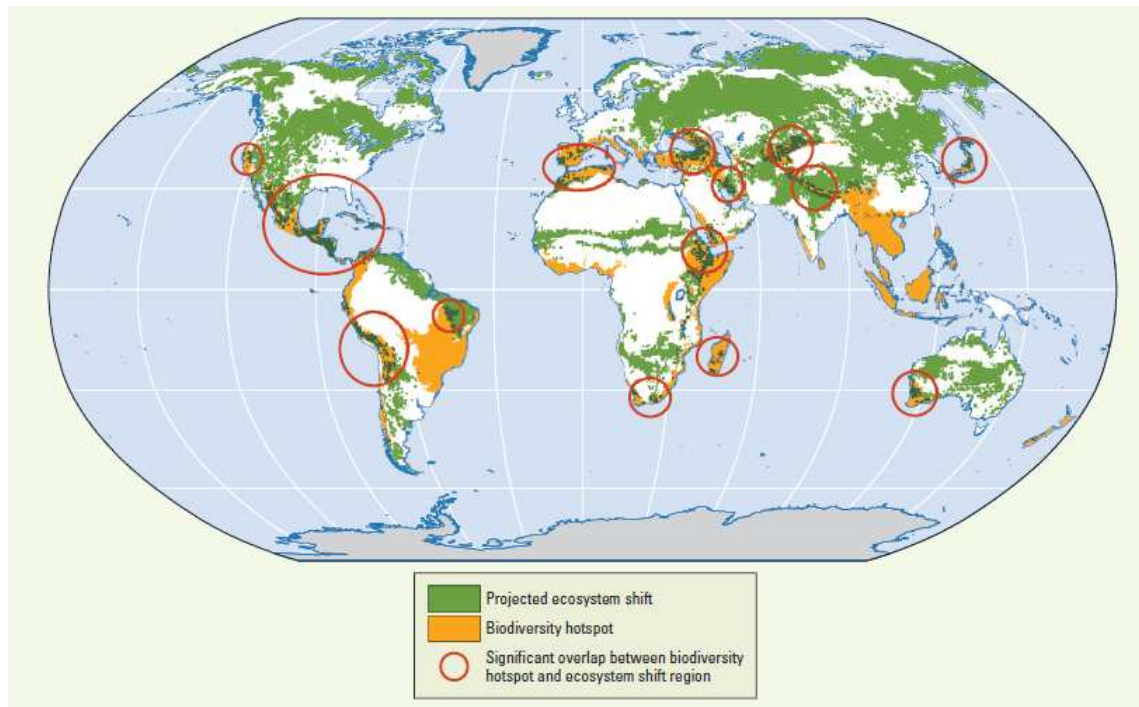 Projected ecosystem shift
Biodiversity hotspot
Significant overlap between biodiversity
hotspot and ecosystem shift region